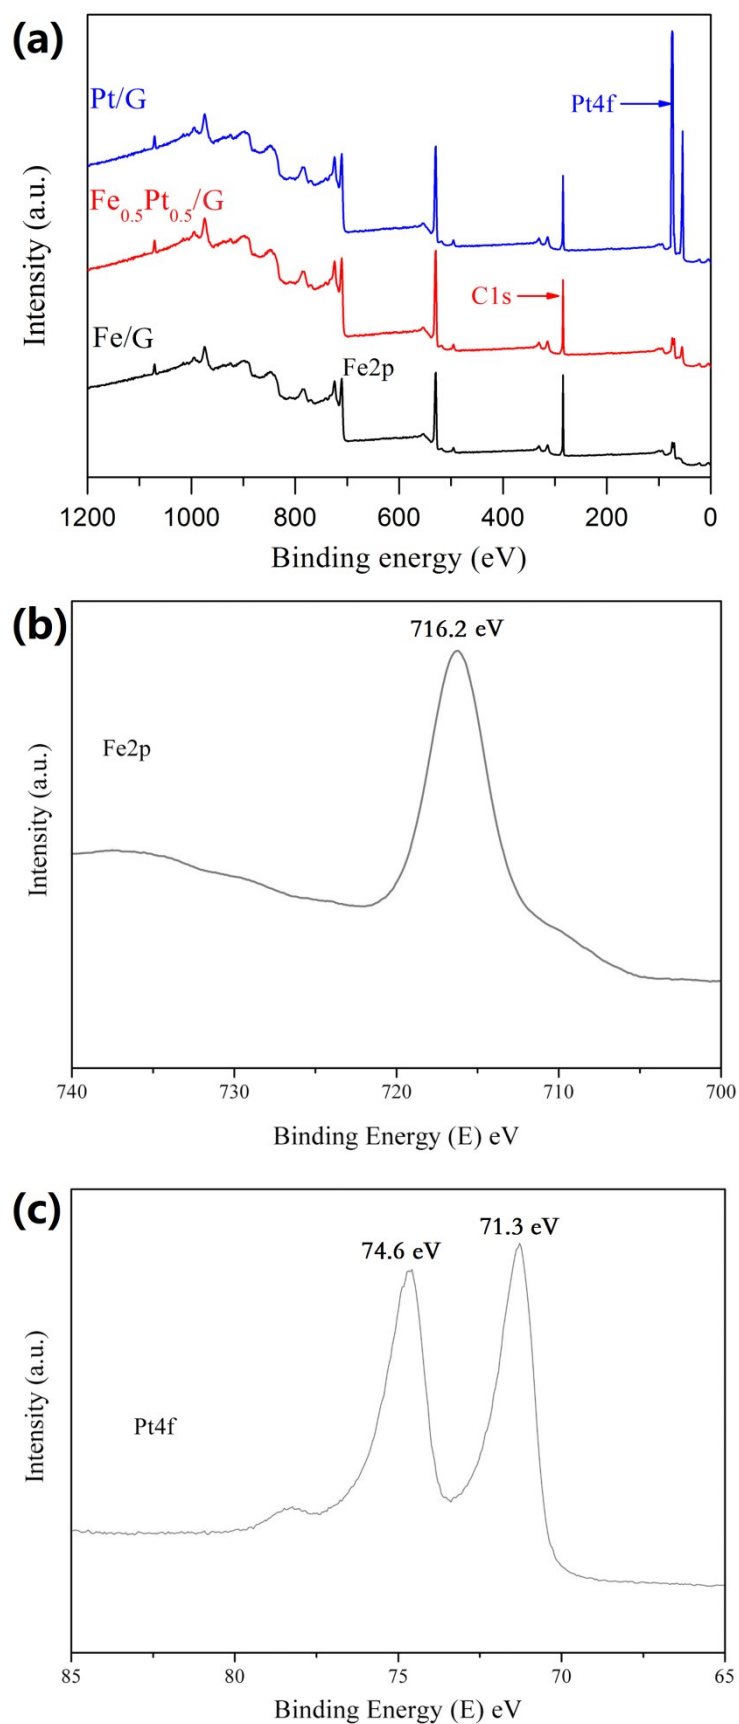 (a)
Pt/G
Pt4f
Fe0.5Pt0.5/G
C1s
Fe/G
Fe2p
Intensity (a.u.)
1200 1000 800 600 400 200 0
Binding energy (eV)
(b)
716.2 eV
Fe2p
Intensity (a.u.)
740 730 720 710 700
Binding Energy (E) eV
(c)
74.6 eV
71.3 eV
Pt4f
Intensity (a.u.)
85 80 75 70 65
Binding Energy (E) eV